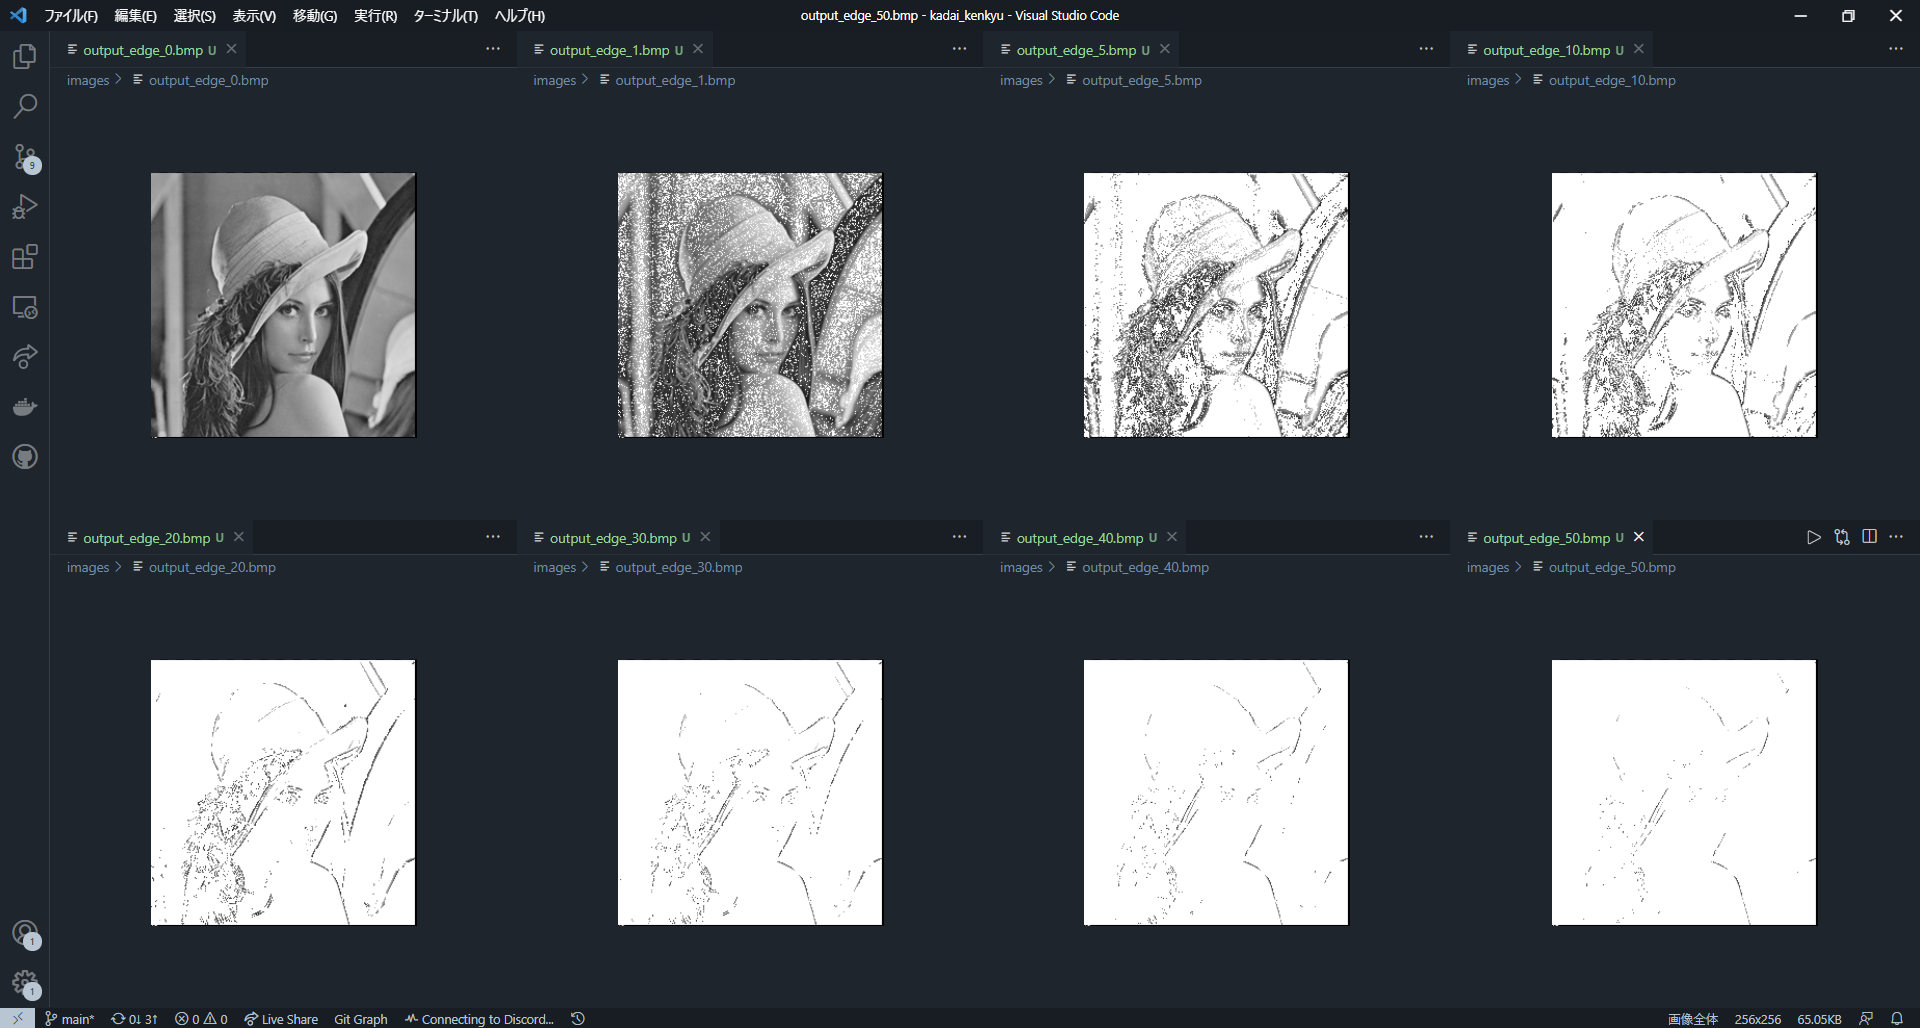 ファイル(F) 編集(E) 選択(S) 表示(V) 移動(G) 実行(R) ターミナル(T) ヘルプ(H)
output_edge_50.bmp - kadai_kenkyu - Visual Studio Code
output_edge_0.bmp U
images > output_edge_0.bmp
output_edge_1.bmp U
images > output_edge_1.bmp
output_edge_5.bmp U
images > output_edge_5.bmp
output_edge_10.bmp U
images > output_edge_10.bmp
9
output_edge_20.bmp U
images > output_edge_20.bmp
output_edge_30.bmp U
images > output_edge_30.bmp
output_edge_40.bmp U
images > output_edge_40.bmp
output_edge_50.bmp U
images > output_edge_50.bmp
1
1
main* 0↓ 3↑ 0 0 Live Share Git Graph Connecting to Discord... 画像全体 256x256 65.05KB